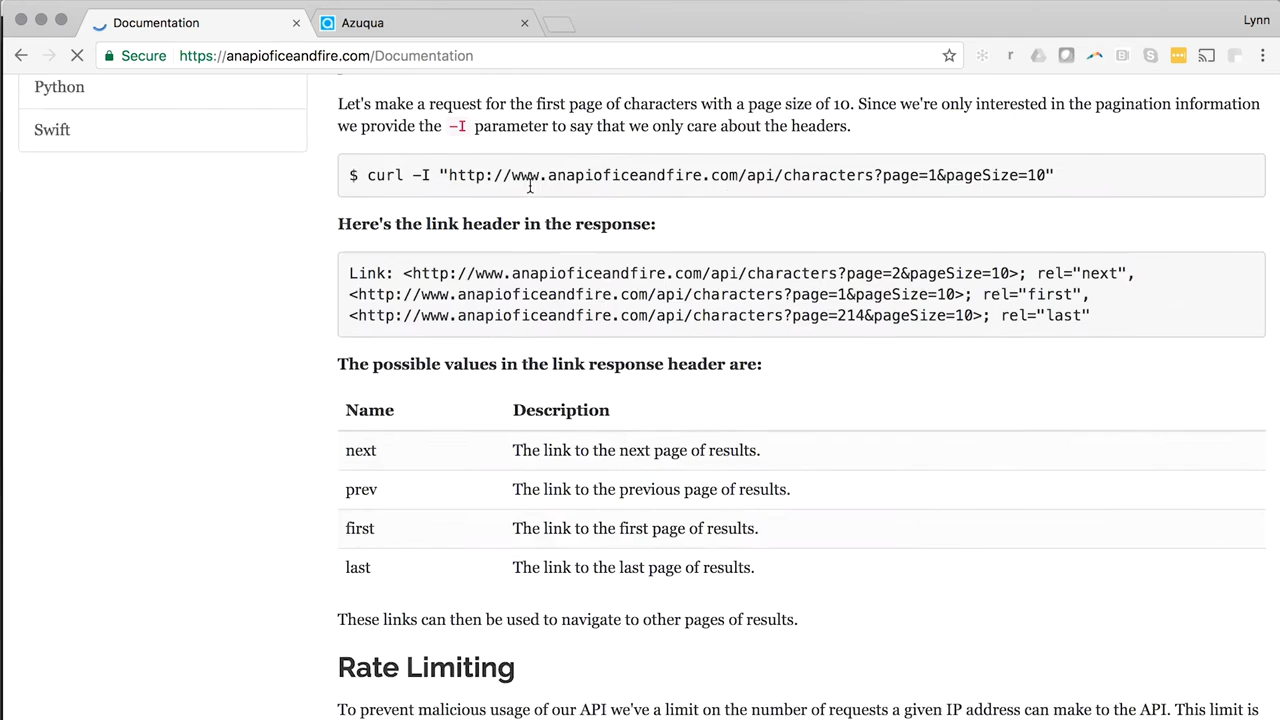 Documentation
Azuqua
Lynn
Secure https://anapioficeandfire.com/Documentation
Python
Swift
Let's make a request for the first page of characters with a page size of 10. Since we're only interested in the pagination information
we provide the -I parameter to say that we only care about the headers.
$ curl -I "http://www.anapioficeandfire.com/api/characters?page=1&pageSize=10"
Here's the link header in the response:
Link: <http://www.anapioficeandfire.com/api/characters?page=2&pageSize=10>; rel="next",
<http://www.anapioficeandfire.com/api/characters?page=1&pageSize=10>; rel="first",
<http://www.anapioficeandfire.com/api/characters?page=214&pageSize=10>; rel="last"
The possible values in the link response header are:
Name Description
next The link to the next page of results.
prev The link to the previous page of results.
first The link to the first page of results.
last The link to the last page of results.
These links can then be used to navigate to other pages of results.
Rate Limiting
To prevent malicious usage of our API we've a limit on the number of requests a given IP address can make to the API. This limit is